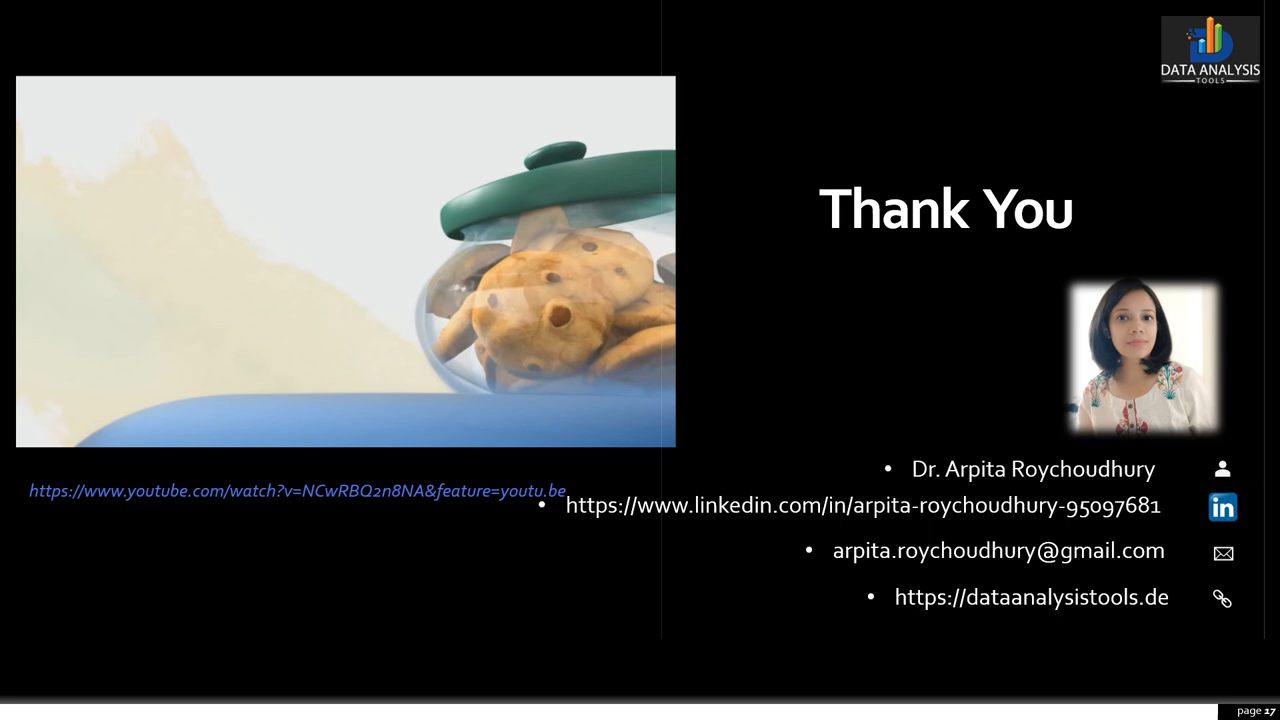 DATA ANALYSIS
TOOLS
Thank You
https://www.youtube.com/watch?v=NCwRBQ2n8NA&feature=youtu.be
• Dr. Arpita Roychoudhury
• https://www.linkedin.com/in/arpita-roychoudhury-95097681
in
• arpita.roychoudhury@gmail.com
• https://dataanalysistools.de
page 17